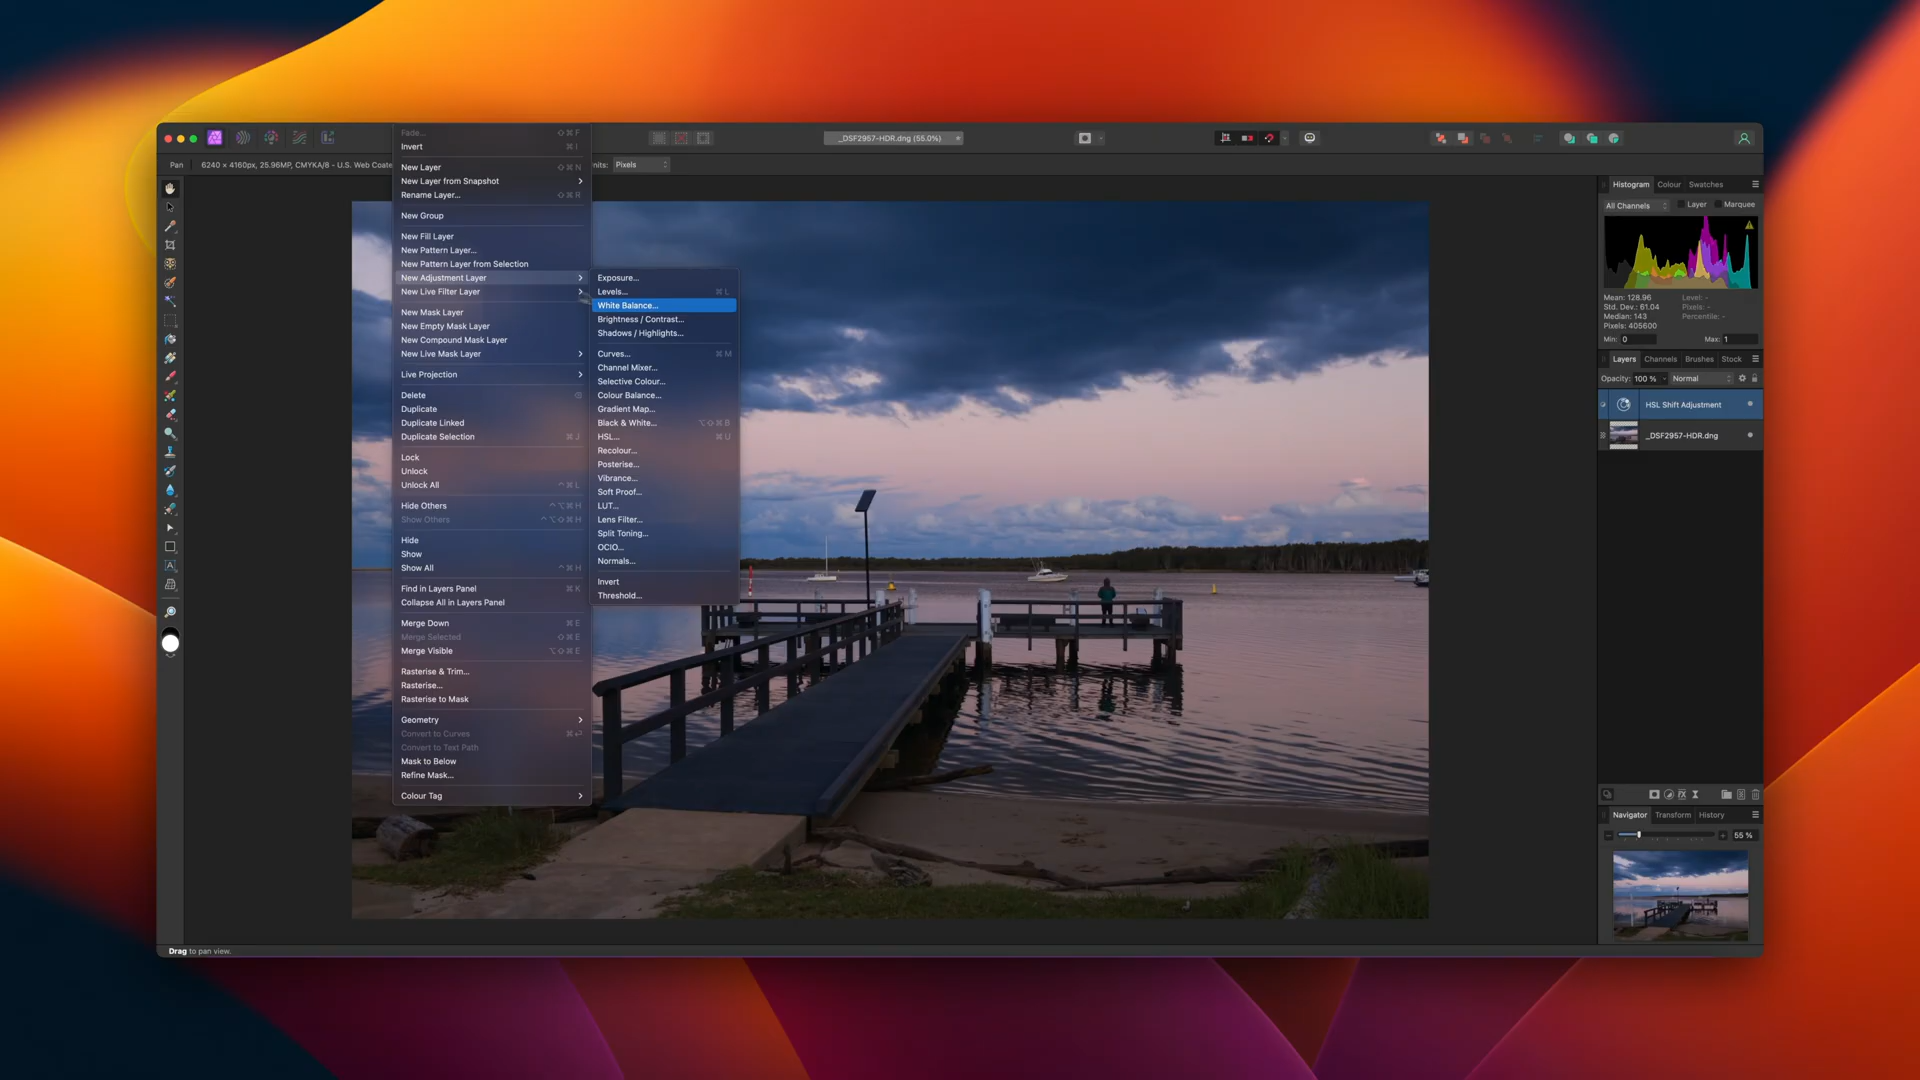 _DSF2957-HDR.dng (55.0%)
Pan
6240 × 4160px, 25.96MP, CMYKA/8 - U.S. Web Coate
nits:
Pixels
Fade... ⇧⌘F
Invert ⌘I
New Layer ⇧⌘N
New Layer from Snapshot
Rename Layer... ⇧⌘R
New Group
New Fill Layer
New Pattern Layer...
New Pattern Layer from Selection
New Adjustment Layer
New Live Filter Layer
New Mask Layer
New Empty Mask Layer
New Compound Mask Layer
New Live Mask Layer
Live Projection
Delete
Duplicate
Duplicate Linked
Duplicate Selection ⌘J
Lock
Unlock
Unlock All ^⌘L
Hide Others ^⌥⌘H
Show Others ^⌥⇧⌘H
Hide
Show
Show All ^⌘H
Find in Layers Panel ⌘K
Collapse All in Layers Panel
Merge Down ⌘E
Merge Selected ⇧⌘E
Merge Visible ⌥⇧⌘E
Rasterise & Trim...
Rasterise...
Rasterise to Mask
Geometry
Convert to Curves ⌘↩
Convert to Text Path
Mask to Below
Refine Mask...
Colour Tag
Exposure...
Levels... ⌘L
White Balance...
Brightness / Contrast...
Shadows / Highlights...
Curves... ⌘M
Channel Mixer...
Selective Colour...
Colour Balance...
Gradient Map...
Black & White... ⌥⇧⌘B
HSL... ⌘U
Recolour...
Posterise...
Vibrance...
Soft Proof...
LUT...
Lens Filter...
Split Toning...
OCIO...
Normals...
Invert
Threshold...
Histogram Colour Swatches
All Channels Layer Marquee
Mean: 128.96 Level: -
Std. Dev.: 61.04 Pixels: -
Median: 143 Percentile: -
Pixels: 405600
Min: 0 Max: 1
Layers Channels Brushes Stock
Opacity: 100 % Normal
HSL Shift Adjustment
_DSF2957-HDR.dng
Navigator Transform History
55 %
Drag to pan view.